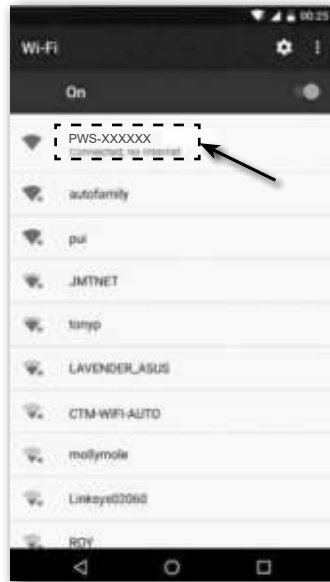 00:25
Wi-Fi
On
PWS-XXXXXX
Connected, no Internet
autofamily
pui
JMTNET
tonyp
LAVENDER_ASUS
CTM-WIFI-AUTO
mollymole
Linksys02060
ROY